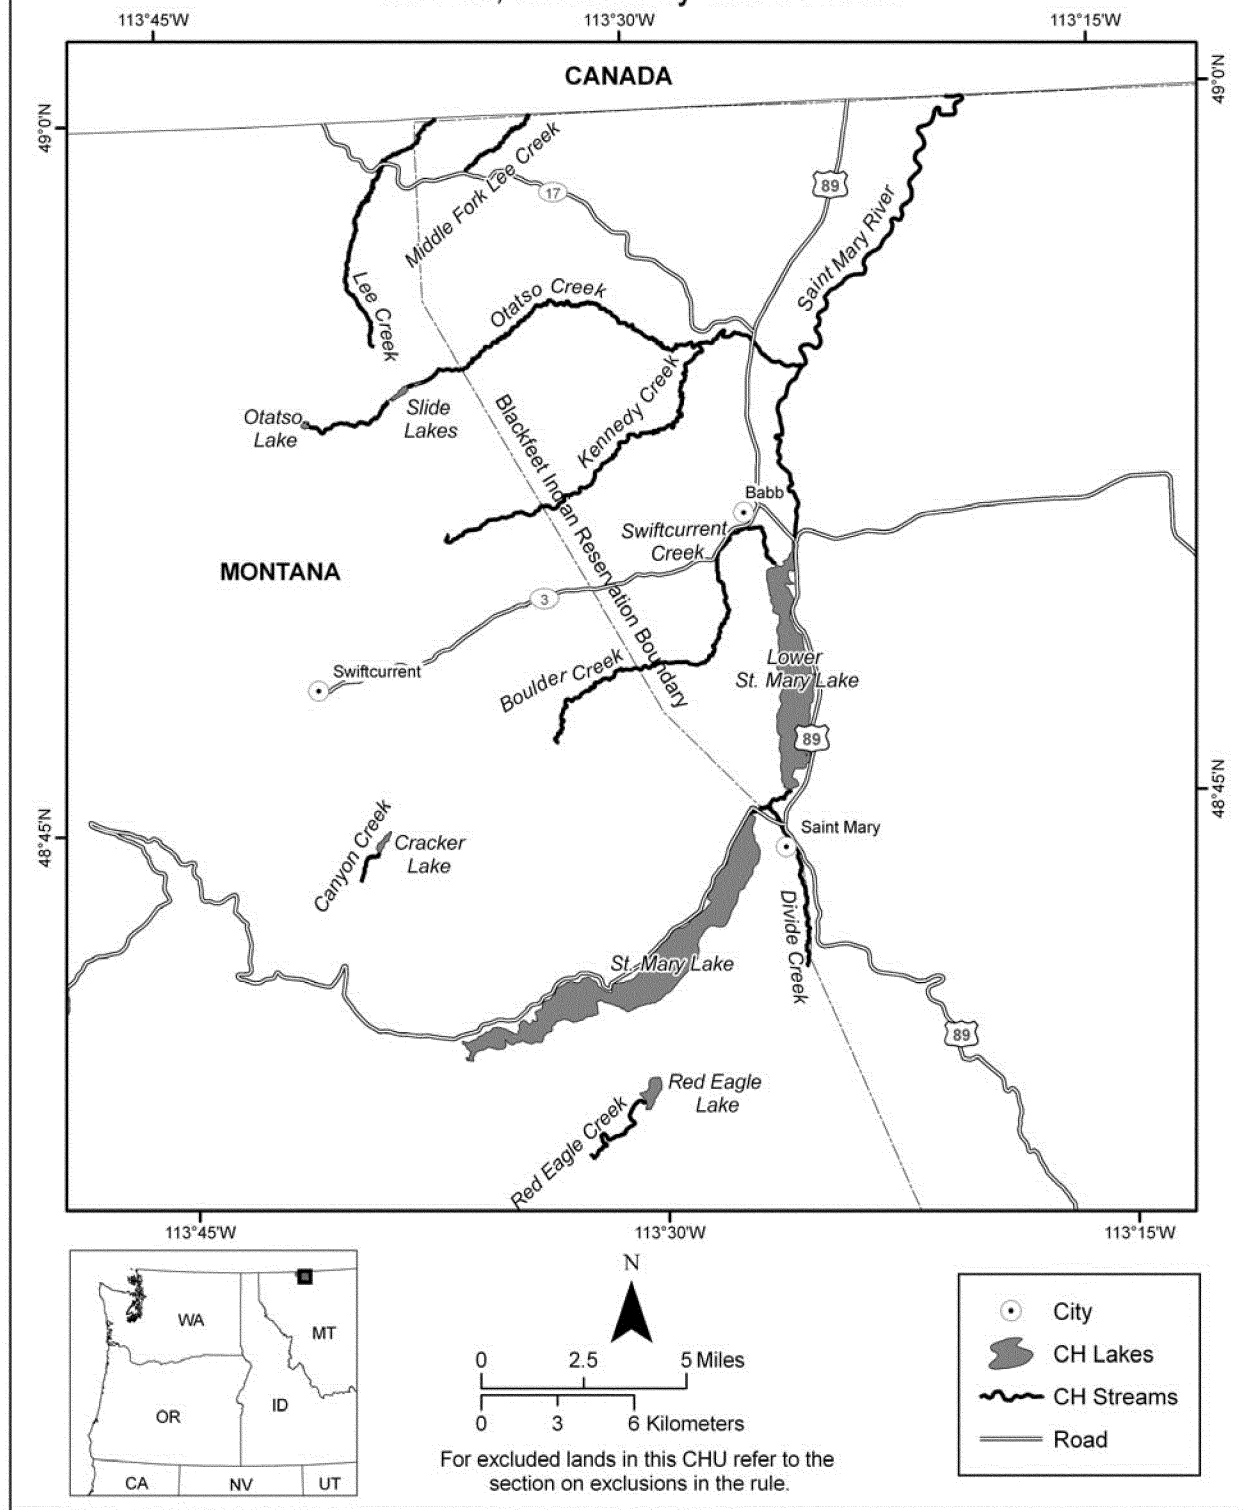 113°45'W
113°30'W
113°15'W
CANADA
49°0'N
49°0'N
Middle Fork Lee Creek
17
89
Saint Mary River
Lee Creek
Otatso Creek
Otatso
Lake
Slide
Lakes
Kennedy Creek
Blackfeet Indian Reservation Boundary
Babb
Swiftcurrent
Creek
MONTANA
3
Swiftcurrent
Boulder Creek
Lower
St. Mary Lake
89
48°45'N
48°45'N
Saint Mary
Canyon Creek
Cracker
Lake
Divide Creek
St. Mary Lake
89
Red Eagle
Lake
Red Eagle Creek
113°45'W
113°30'W
113°15'W
WA
MT
OR
ID
CA
NV
UT
N
0 2.5 5 Miles
0 3 6 Kilometers
For excluded lands in this CHU refer to the
section on exclusions in the rule.
City
CH Lakes
CH Streams
Road